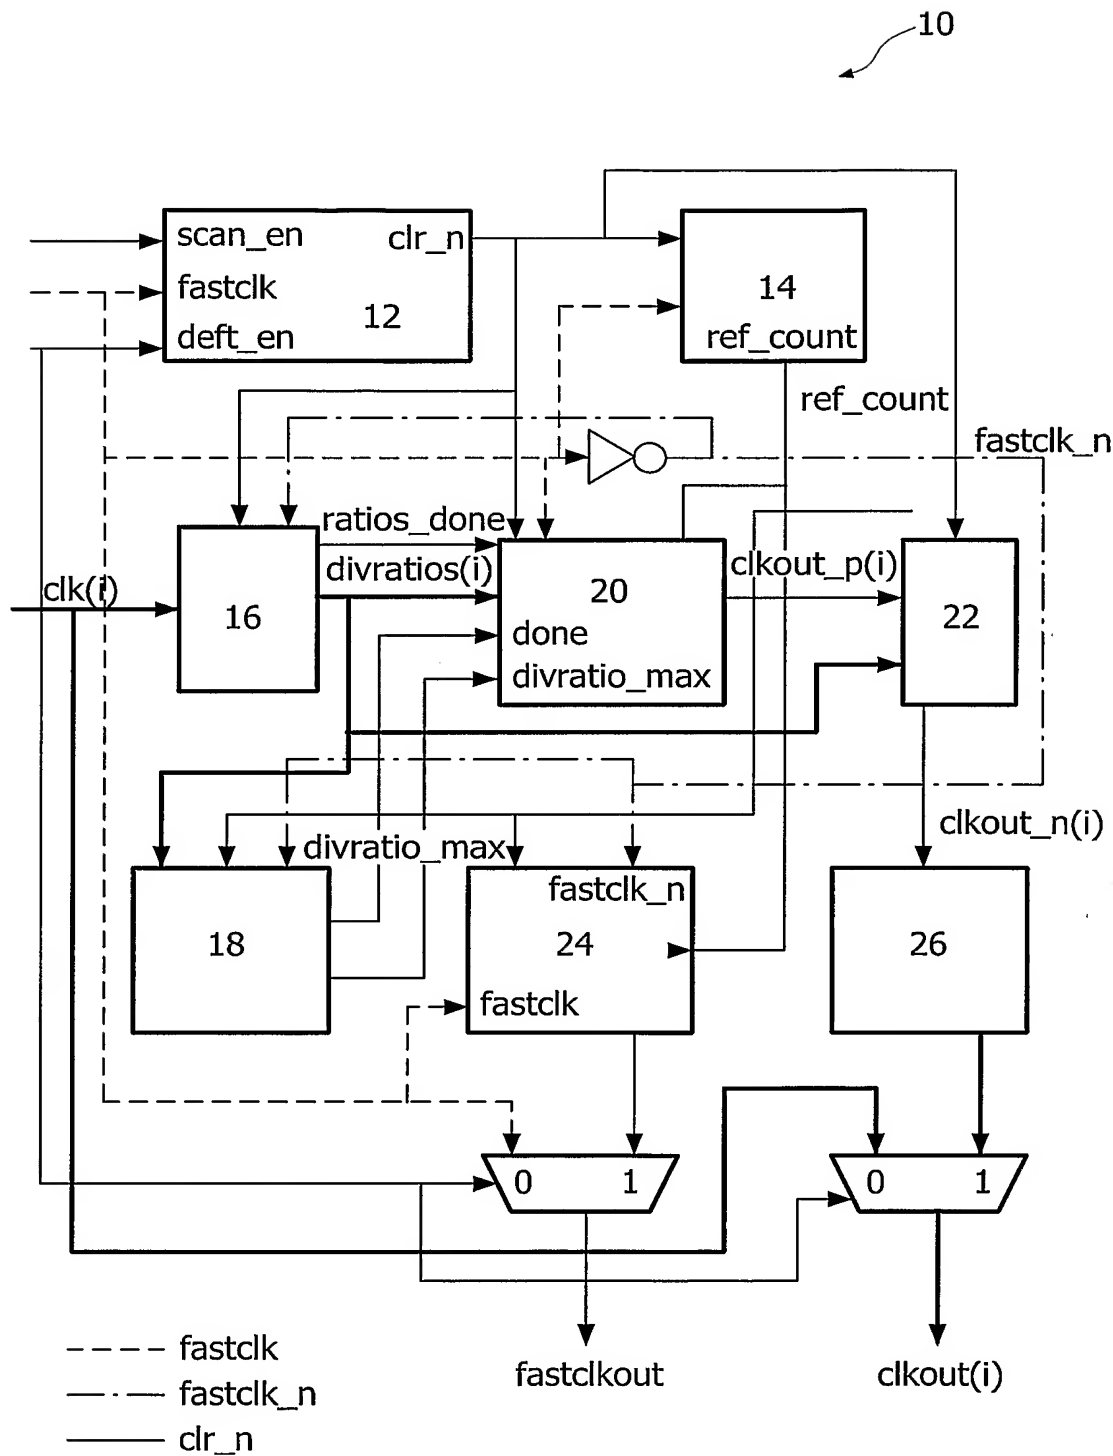 10
scan_en
clr_n
fastclk
12
deft_en
14
ref_count
ref_count
fastclk_n
ratios_done
clk(i)
divratios(i)
clkout_p(i)
16
20
22
done
divratio_max
divratio_max
clkout_n(i)
fastclk_n
18
24
26
fastclk
0
1
0
1
fastclkout
clkout(i)
fastclk
fastclk_n
clr_n